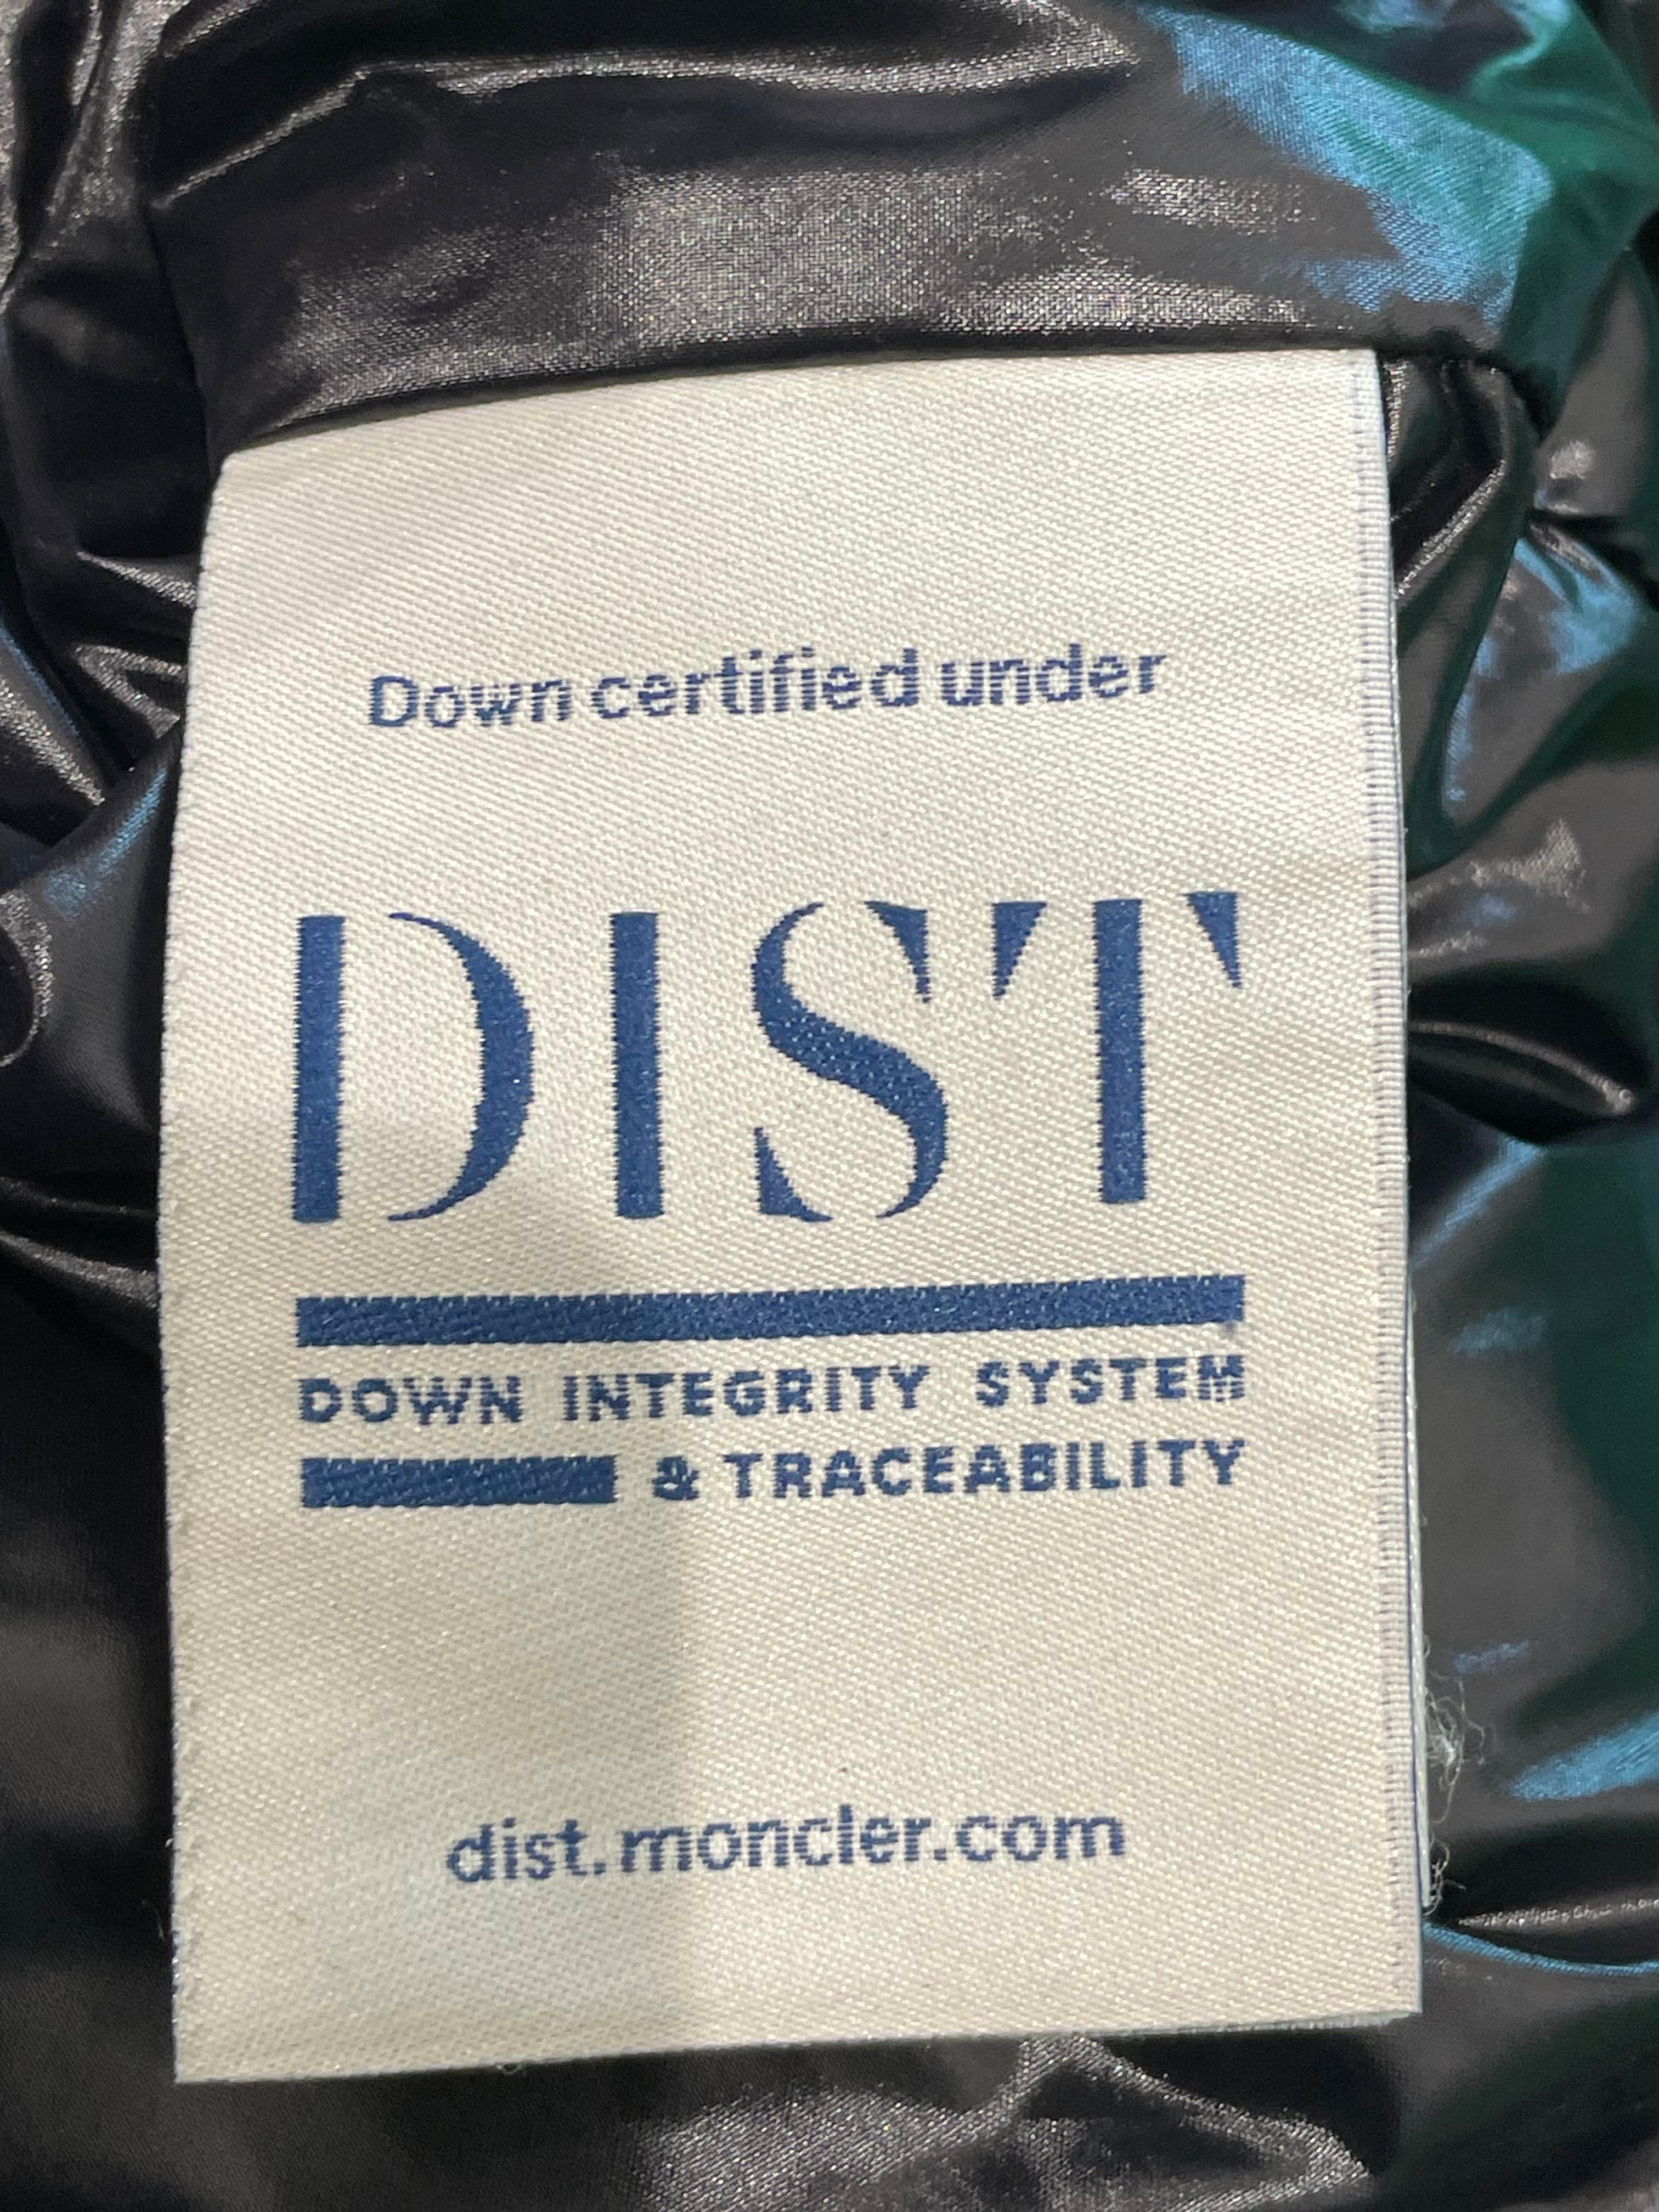 Down certified under
DIST
DOWN INTEGRITY SYSTEM
& TRACEABILITY
dist.moncler.com